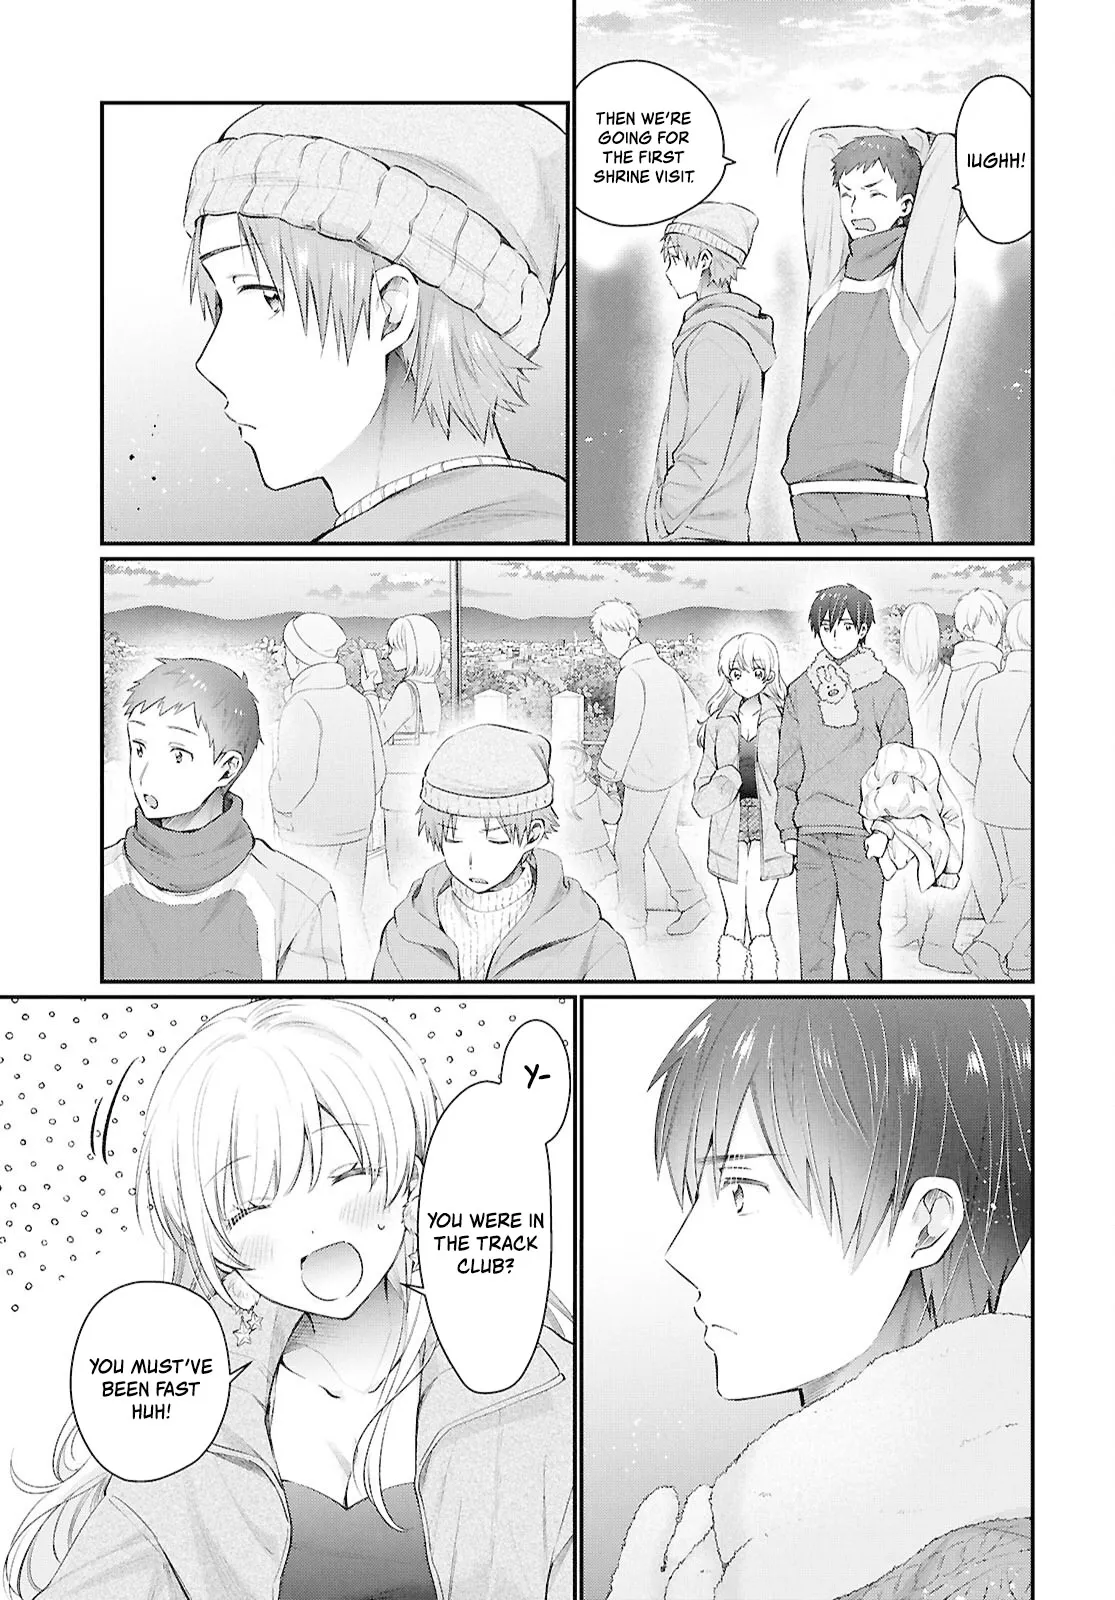 IUGHH!
THEN WE'RE
GOING FOR
THE FIRST
SHRINE VISIT.
Y-
YOU WERE IN
THE TRACK
CLUB?
YOU MUST'VE
BEEN FAST
HUH!